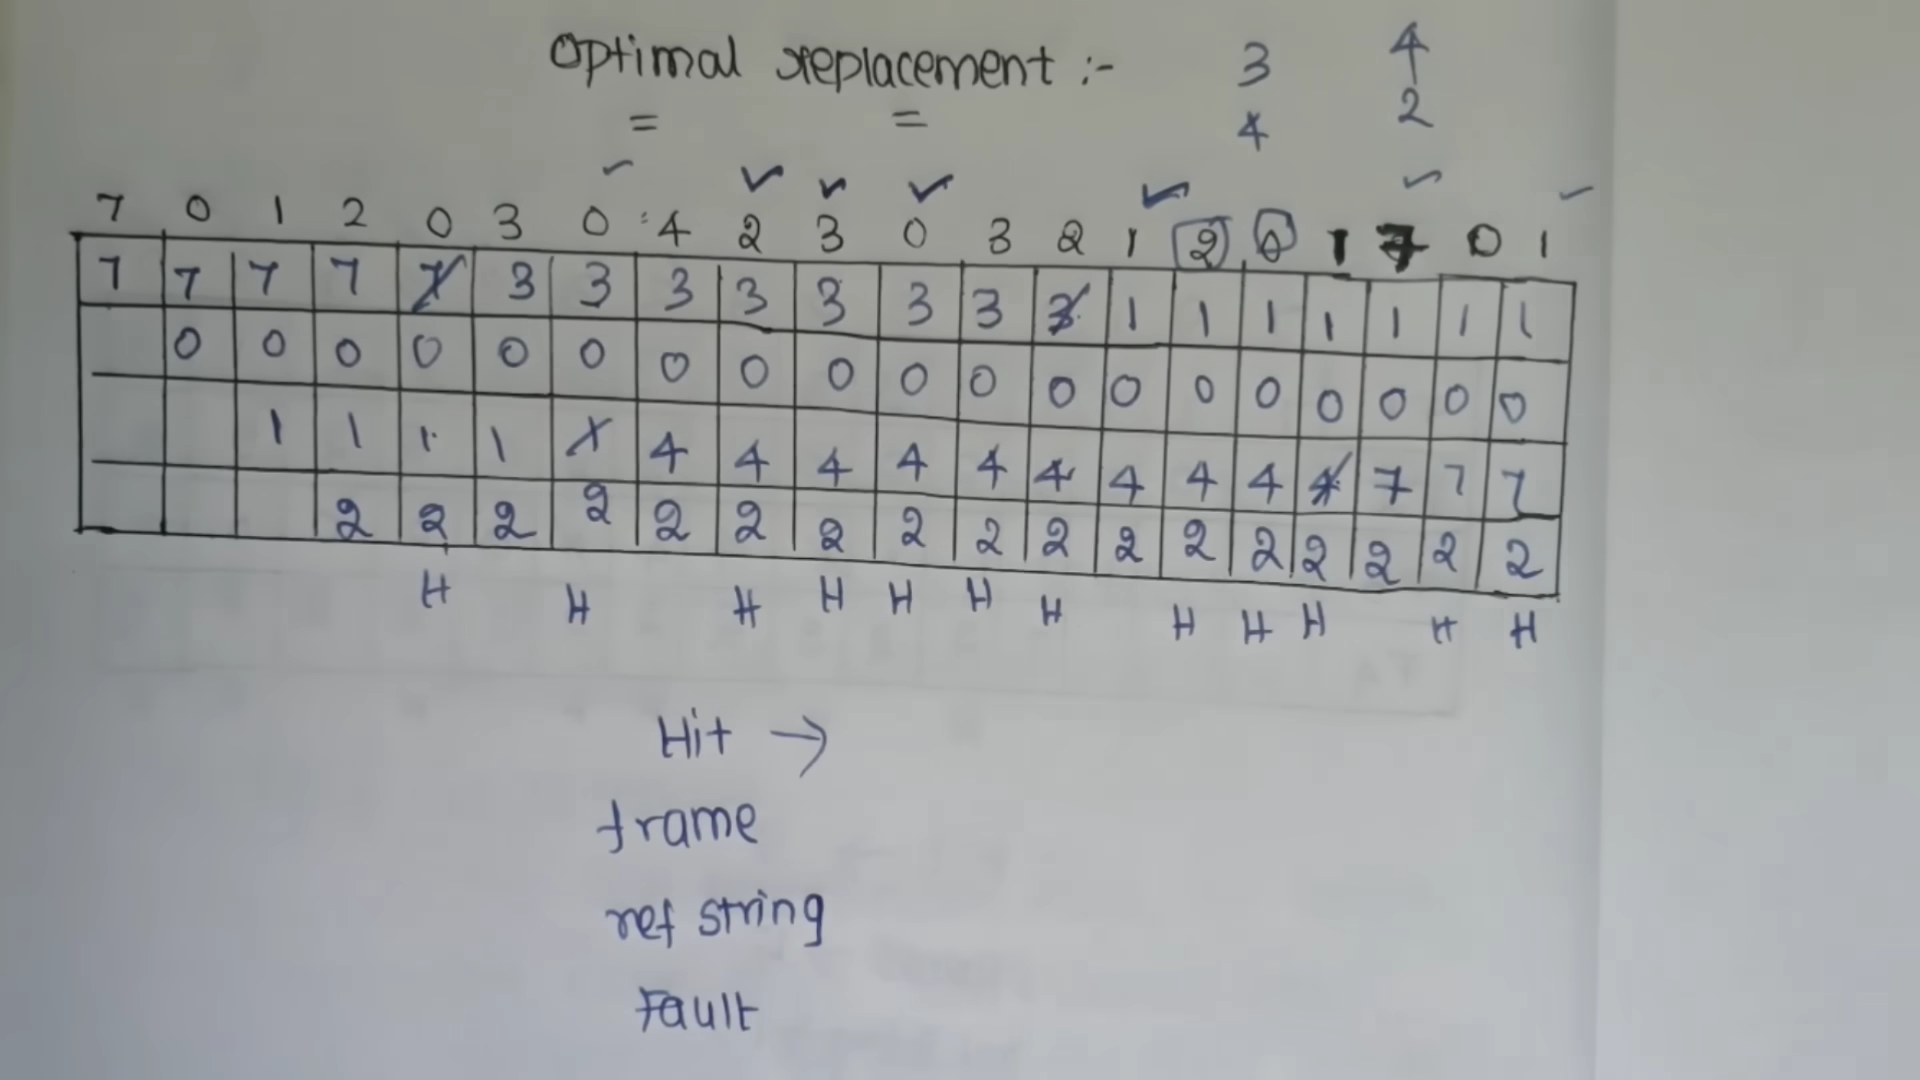 Optimal replacement :- 3 4
= = 4 2
✓ ✓ ✓ ✓ ✓ ✓ ✓
7 0 1 2 0 3 0 4 2 3 0 3 2 1 2 0 1 7 0 1
7 7 7 7 7 3 3 3 3 3 3 3 3 1 1 1 1 1 1 1
0 0 0 0 0 0 0 0 0 0 0 0 0 0 0 0 0 0 0
1 1 1 1 1 4 4 4 4 4 4 4 4 4 4 7 7 7
2 2 2 2 2 2 2 2 2 2 2 2 2 2 2 2 2
H H H H H H H H H H H H
Hit →
frame
ref string
Fault